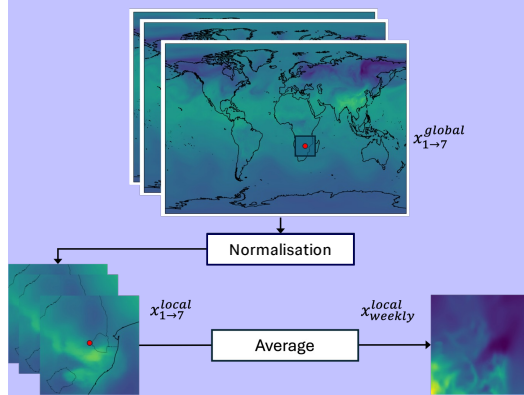 x_{1→7}^{global}
Normalisation
x_{1→7}^{local}
x_{weekly}^{local}
Average